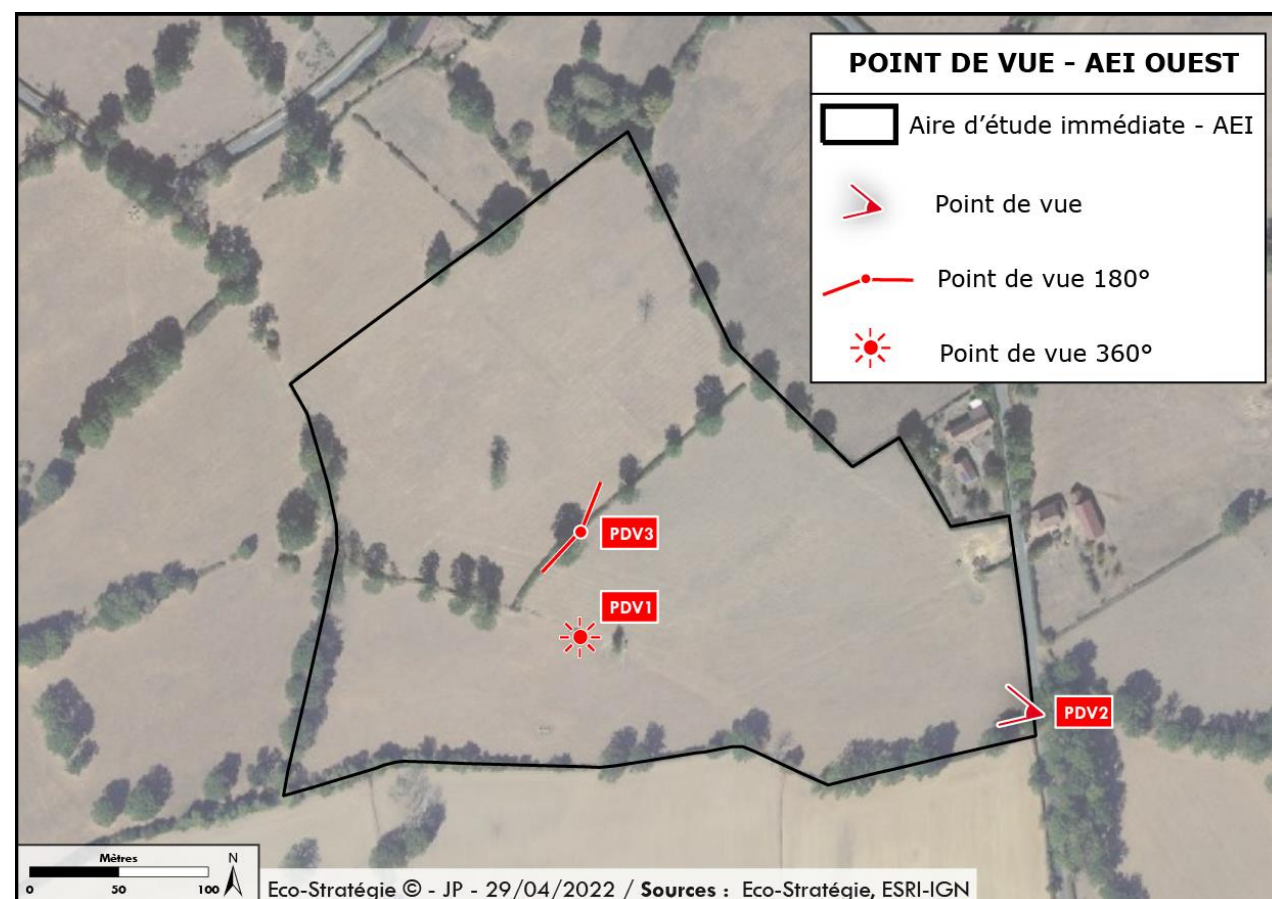 POINT DE VUE - AEI OUEST
Aire d'étude immédiate - AEI
Point de vue
Point de vue 180°
Point de vue 360°
PDV3
PDV1
PDV2
Mètres
N
0 50 100
Eco-Stratégie © - JP - 29/04/2022 / Sources : Eco-Stratégie, ESRI-IGN